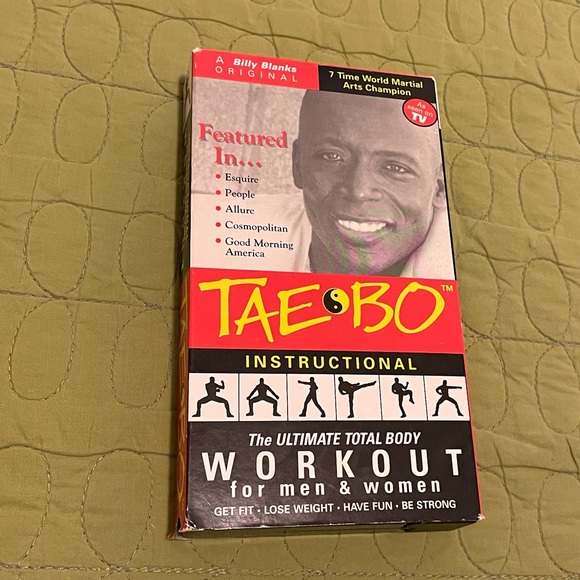 A Billy Blanks
ORIGINAL
7 Time World Martial
Arts Champion
As
seen on
TV
Featured
In...
• Esquire
• People
• Allure
• Cosmopolitan
• Good Morning
America
TAE BO™
INSTRUCTIONAL
The ULTIMATE TOTAL BODY
WORKOUT
for men & women
GET FIT • LOSE WEIGHT • HAVE FUN • BE STRONG